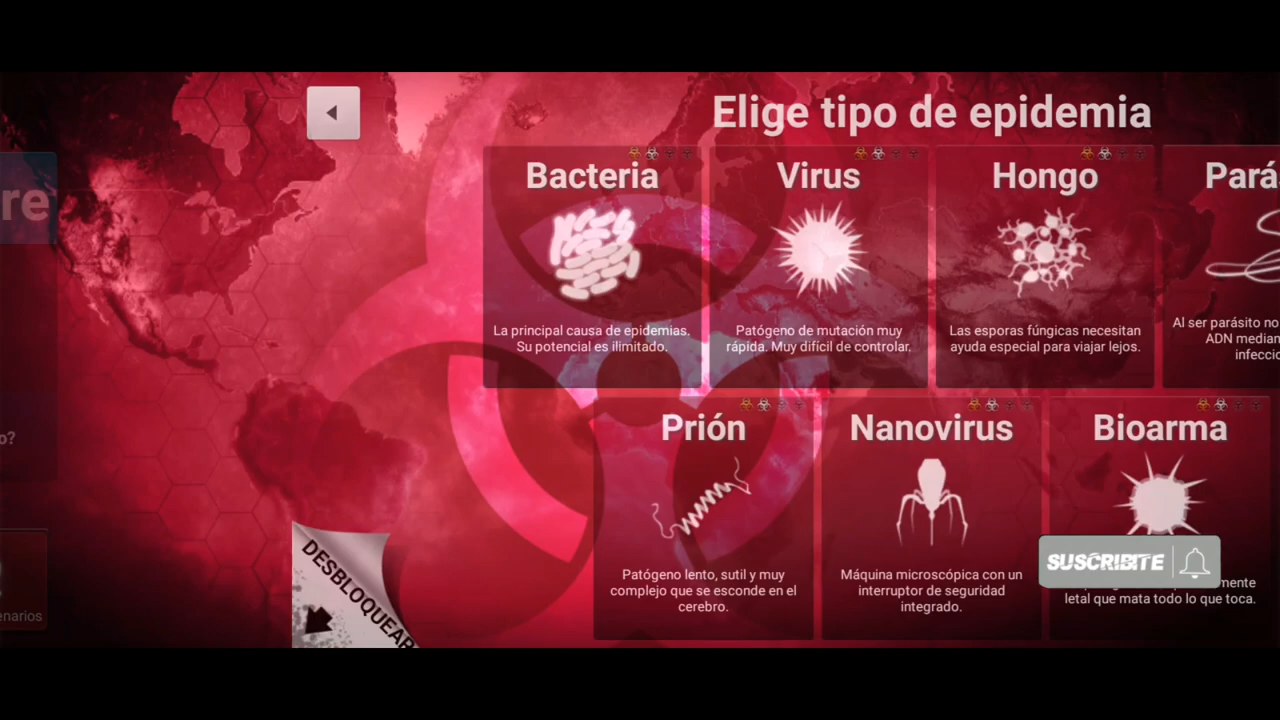 Elige tipo de epidemia
re
Bacteria
Virus
Hongo
Pará
La principal causa de epidemias.
Su potencial es ilimitado.
Patógeno de mutación muy
rápida. Muy difícil de controlar.
Las esporas fúngicas necesitan
ayuda especial para viajar lejos.
Al ser parásito no
ADN median
infecci
o?
Prión
Nanovirus
Bioarma
Patógeno lento, sutil y muy
complejo que se esconde en el
cerebro.
Máquina microscópica con un
interruptor de seguridad
integrado.
mente
letal que mata todo lo que toca.
SUSCRIBITE
DESBLOQUEAR
enarios